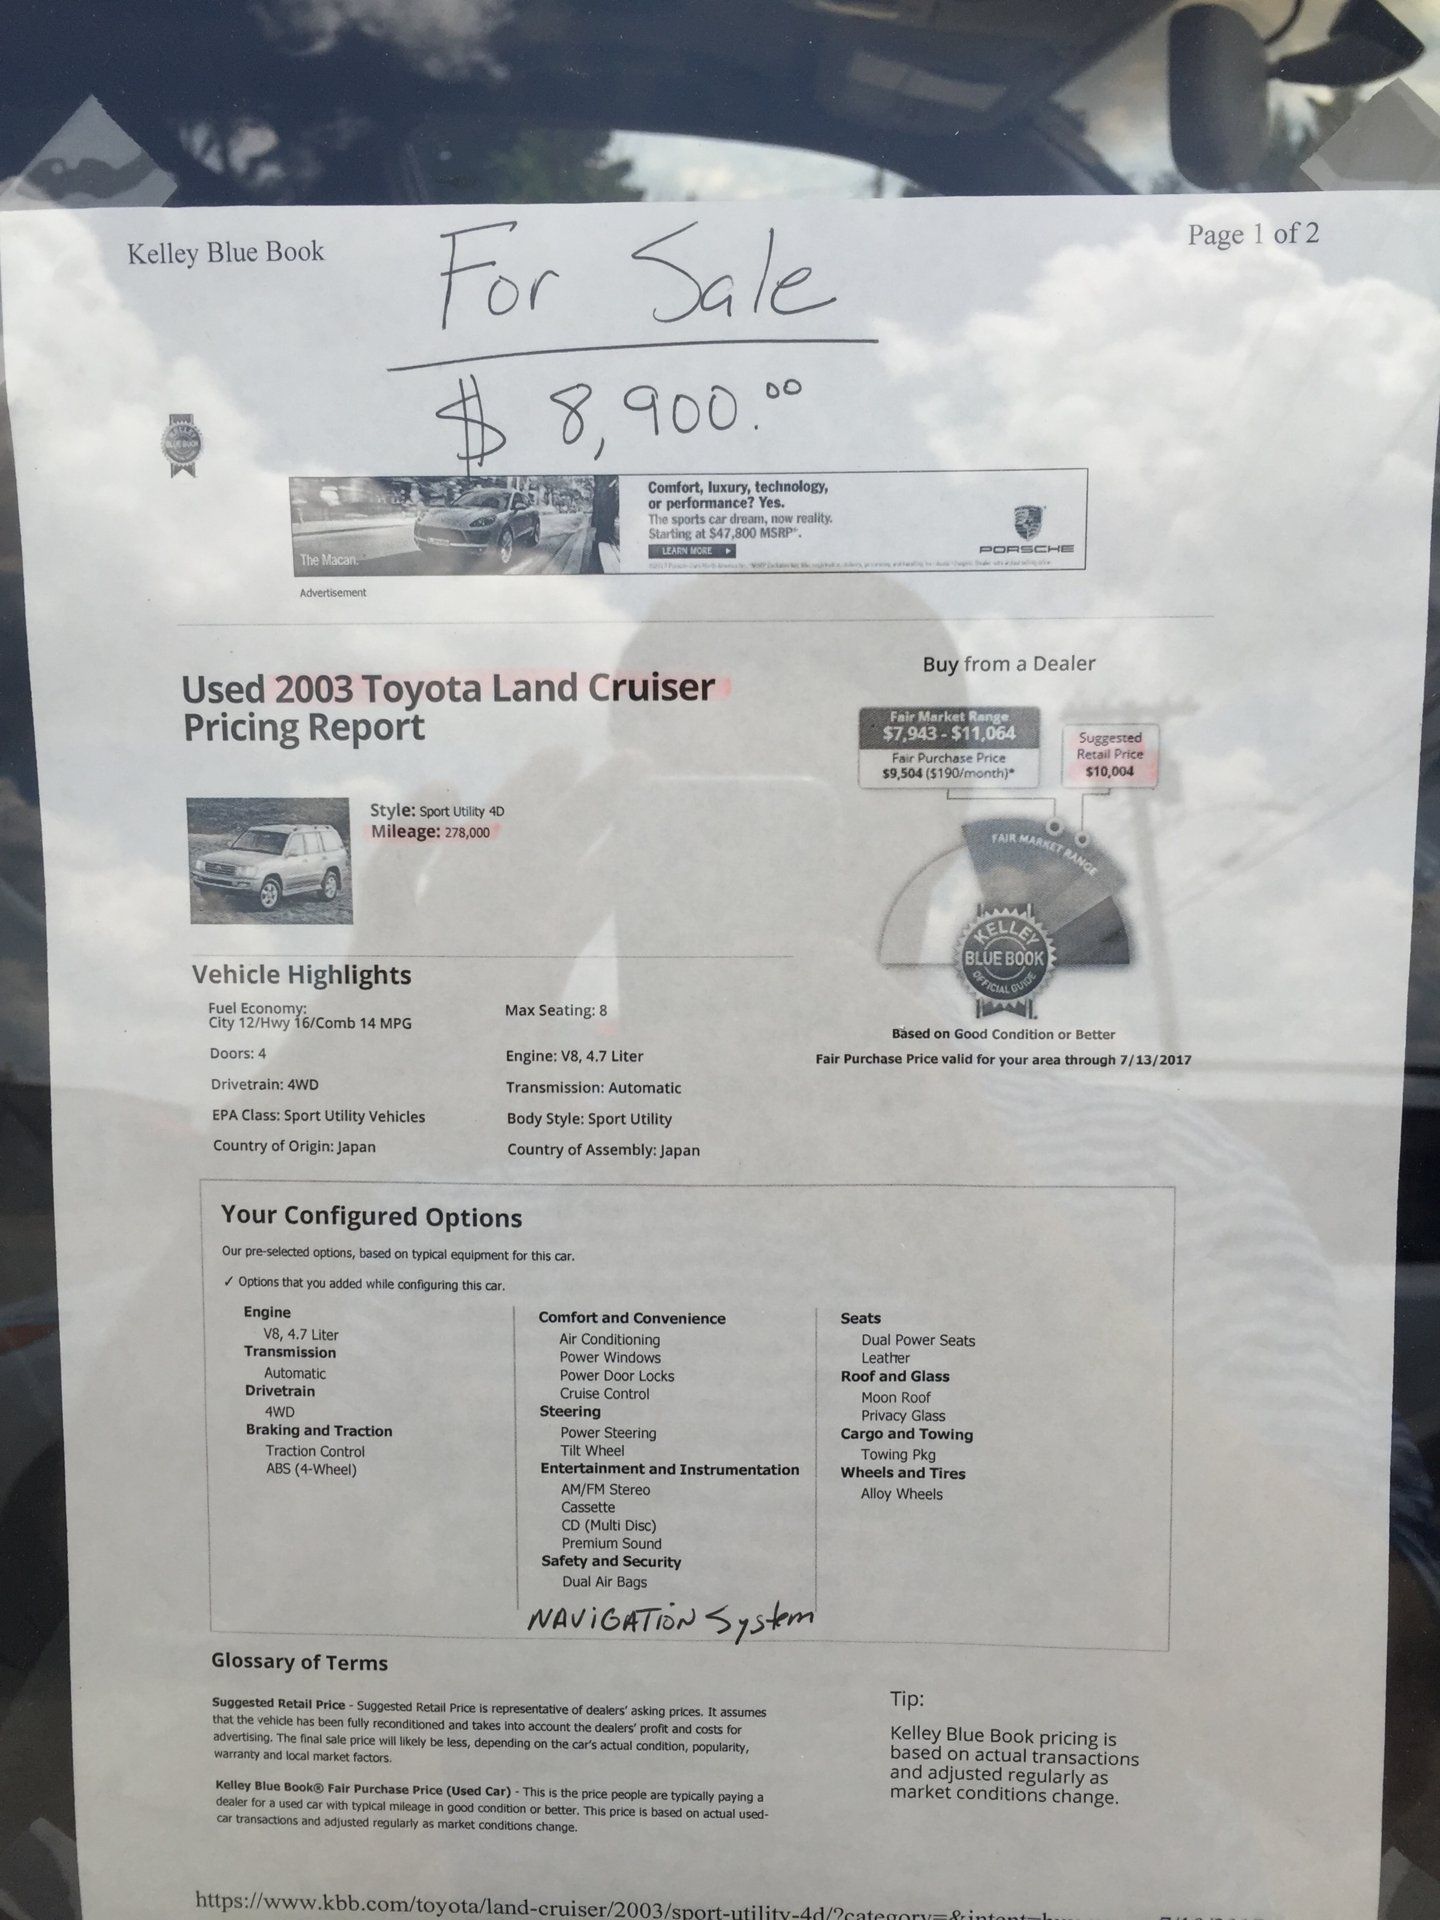 Kelley Blue Book
Page 1 of 2
For Sale
$ 8,900.00
KELLEY
BLUE BOOK
The Macan.
Comfort, luxury, technology,
or performance? Yes.
The sports car dream, now reality.
Starting at $47,800 MSRP*.
LEARN MORE
PORSCHE
Advertisement
Used 2003 Toyota Land Cruiser
Pricing Report
Style: Sport Utility 4D
Mileage: 278,000
Buy from a Dealer
Fair Market Range
$7,943 - $11,064
Fair Purchase Price
$9,504 ($190/month)*
Suggested
Retail Price
$10,004
FAIR MARKET RANGE
KELLEY
BLUE BOOK
OFFICIAL GUIDE
Based on Good Condition or Better
Fair Purchase Price valid for your area through 7/13/2017
Vehicle Highlights
Fuel Economy:
City 12/Hwy 16/Comb 14 MPG
Max Seating: 8
Doors: 4
Engine: V8, 4.7 Liter
Drivetrain: 4WD
Transmission: Automatic
EPA Class: Sport Utility Vehicles
Body Style: Sport Utility
Country of Origin: Japan
Country of Assembly: Japan
Your Configured Options
Our pre-selected options, based on typical equipment for this car.
✓ Options that you added while configuring this car.
Engine
V8, 4.7 Liter
Transmission
Automatic
Drivetrain
4WD
Braking and Traction
Traction Control
ABS (4-Wheel)
Comfort and Convenience
Air Conditioning
Power Windows
Power Door Locks
Cruise Control
Steering
Power Steering
Tilt Wheel
Entertainment and Instrumentation
AM/FM Stereo
Cassette
CD (Multi Disc)
Premium Sound
Safety and Security
Dual Air Bags
NAViGATiON System
Seats
Dual Power Seats
Leather
Roof and Glass
Moon Roof
Privacy Glass
Cargo and Towing
Towing Pkg
Wheels and Tires
Alloy Wheels
Glossary of Terms
Suggested Retail Price - Suggested Retail Price is representative of dealers' asking prices. It assumes
that the vehicle has been fully reconditioned and takes into account the dealers' profit and costs for
advertising. The final sale price will likely be less, depending on the car's actual condition, popularity,
warranty and local market factors.
Kelley Blue Book® Fair Purchase Price (Used Car) - This is the price people are typically paying a
dealer for a used car with typical mileage in good condition or better. This price is based on actual used-
car transactions and adjusted regularly as market conditions change.
Tip:
Kelley Blue Book pricing is
based on actual transactions
and adjusted regularly as
market conditions change.
https://www.kbb.com/toyota/land-cruiser/2003/sport-utility-4d/?category=&intent=